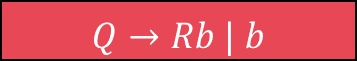 Q → Rb | b